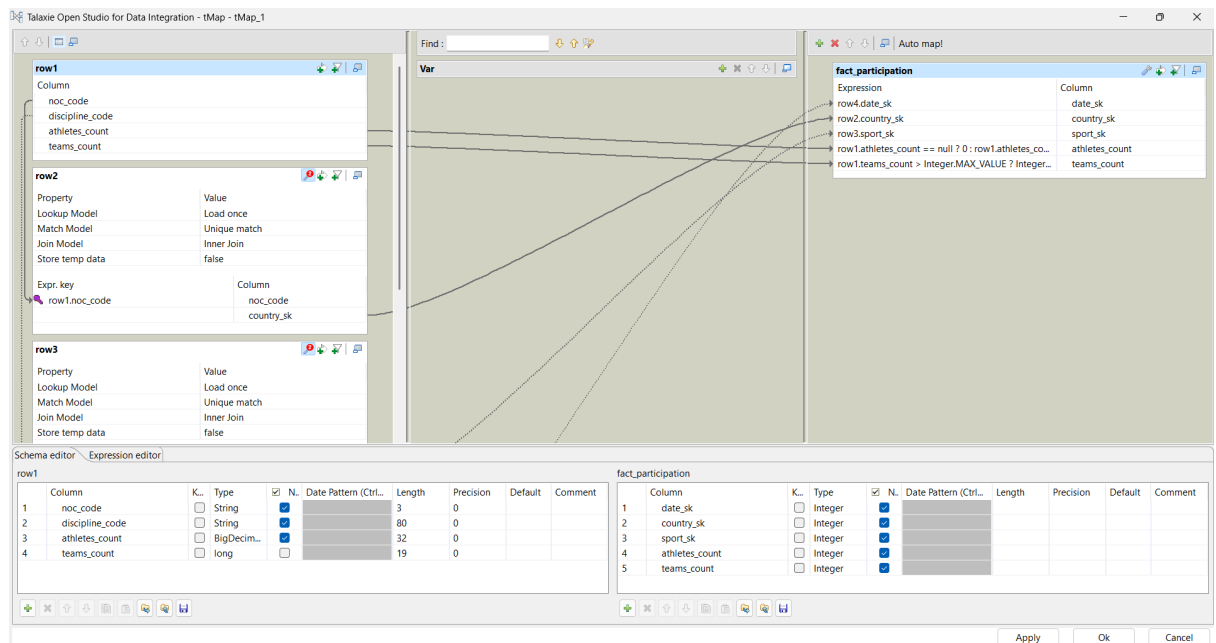 Talaxie Open Studio for Data Integration - tMap - tMap_1
Find :
Auto map!
row1
Column
noc_code
discipline_code
athletes_count
teams_count
row2
Property Value
Lookup Model Load once
Match Model Unique match
Join Model Inner Join
Store temp data false
Expr. key Column
row1.noc_code noc_code
country_sk
row3
Property Value
Lookup Model Load once
Match Model Unique match
Join Model Inner Join
Store temp data false
Var
fact_participation
Expression Column
row4.date_sk date_sk
row2.country_sk country_sk
row3.sport_sk sport_sk
row1.athletes_count == null ? 0 : row1.athletes_co... athletes_count
row1.teams_count > Integer.MAX_VALUE ? Integer... teams_count
Schema editor Expression editor
row1
Column K... Type N.. Date Pattern (Ctrl... Length Precision Default Comment
1 noc_code String 3 0
2 discipline_code String 80 0
3 athletes_count BigDecim... 32 0
4 teams_count long 19 0
fact_participation
Column K... Type N.. Date Pattern (Ctrl... Length Precision Default Comment
1 date_sk Integer
2 country_sk Integer
3 sport_sk Integer
4 athletes_count Integer
5 teams_count Integer
Apply Ok Cancel